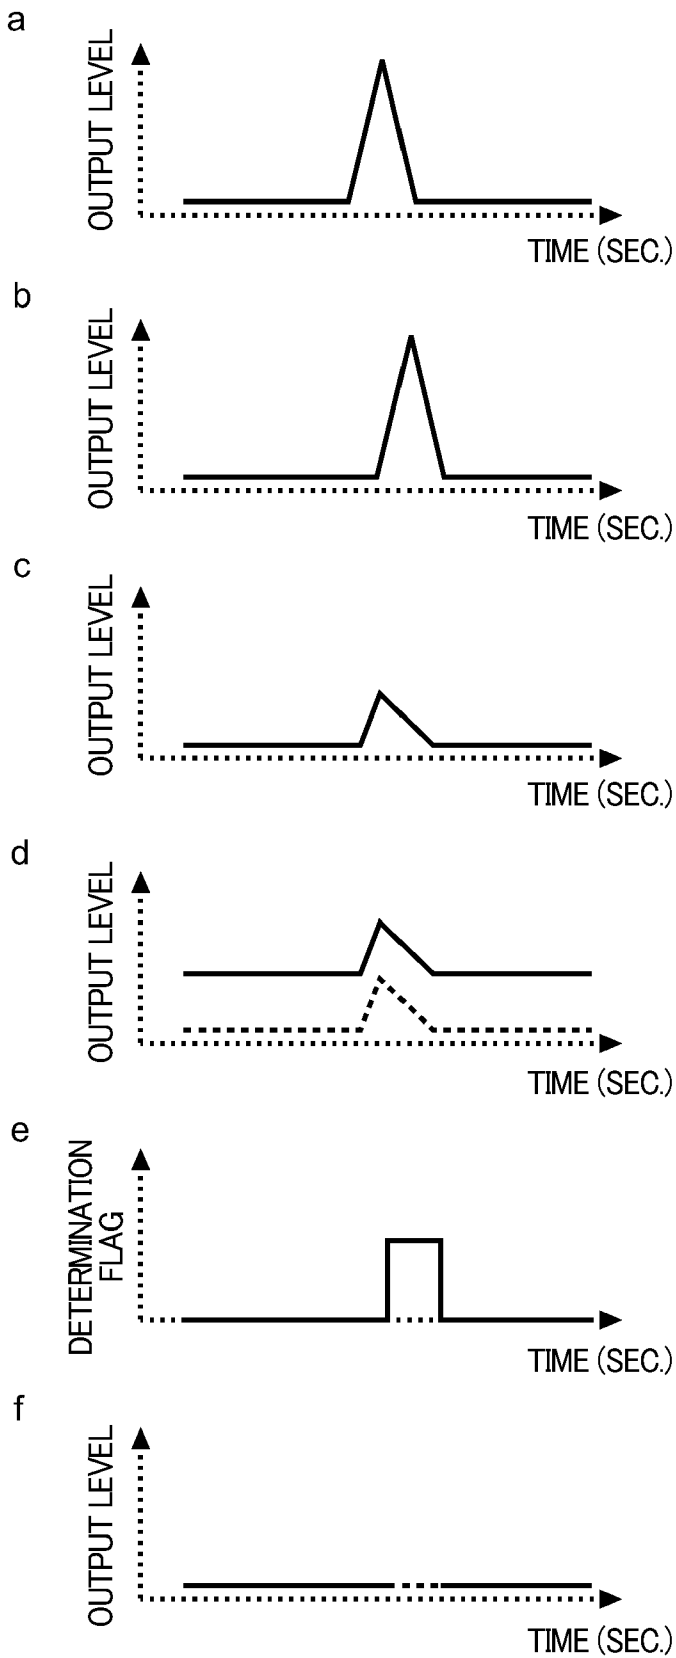 a
OUTPUT LEVEL
TIME (SEC.)
b
OUTPUT LEVEL
TIME (SEC.)
c
OUTPUT LEVEL
TIME (SEC.)
d
OUTPUT LEVEL
TIME (SEC.)
e
DETERMINATION
FLAG
TIME (SEC.)
f
OUTPUT LEVEL
TIME (SEC.)